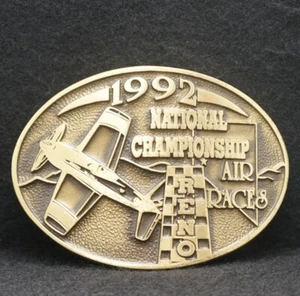 1992
NATIONAL
CHAMPIONSHIP
AIR
RACES
RENO